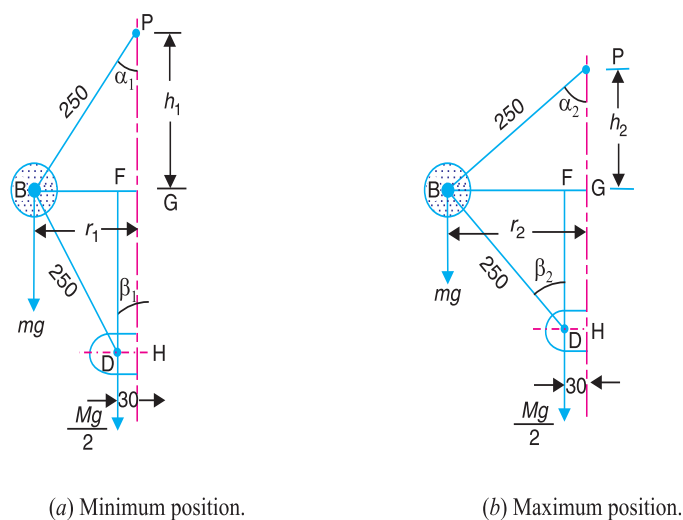 P
α₁
250
h₁
B
F
G
r₁
250
β₁
mg
D
H
30
Mg
2
(a) Minimum position.
P
α₂
250
h₂
B
F
G
r₂
250
β₂
mg
D
H
30
Mg
2
(b) Maximum position.